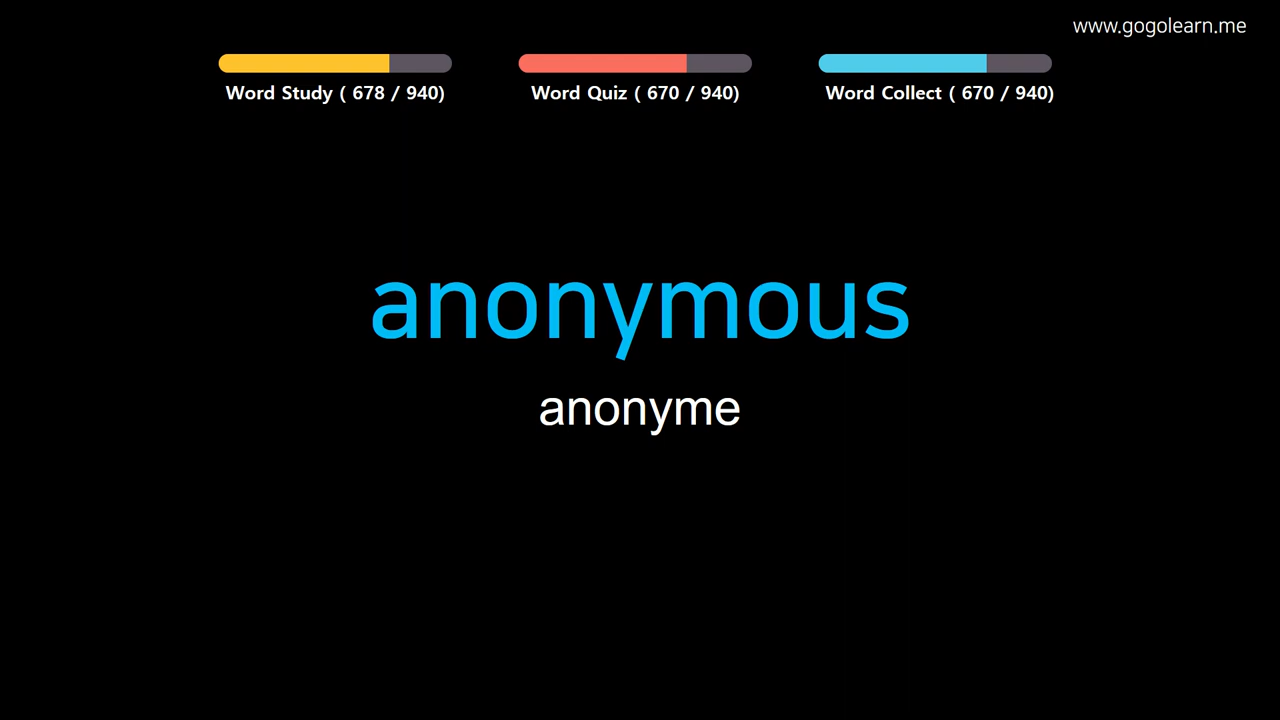 www.gogolearn.me
Word Study ( 678 / 940)
Word Quiz ( 670 / 940)
Word Collect ( 670 / 940)
anonymous
anonyme